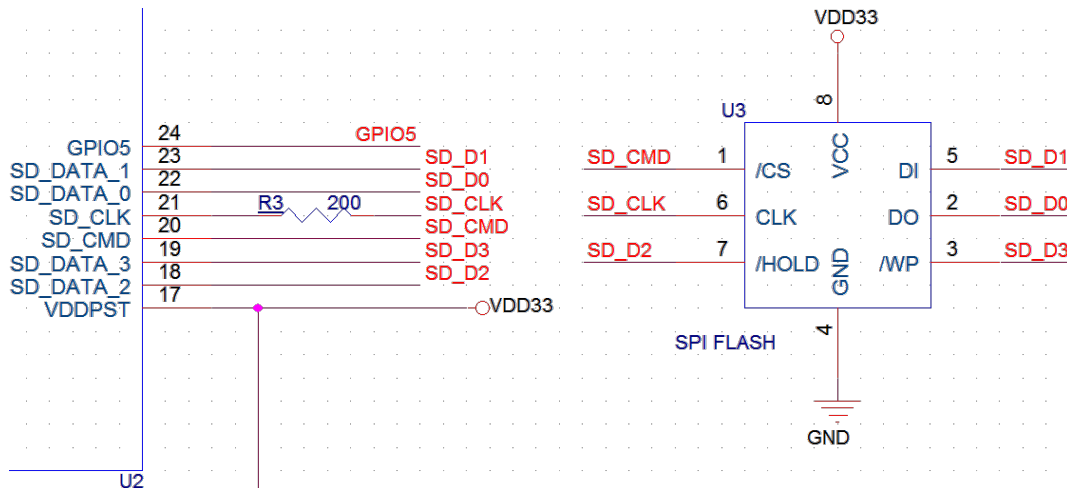 GPIO5 24 GPIO5
SD_DATA_1 23 SD_D1
SD_DATA_0 22 SD_D0
SD_CLK 21 R3 200 SD_CLK
SD_CMD 20 SD_CMD
SD_DATA_3 19 SD_D3
SD_DATA_2 18 SD_D2
VDDPST 17 VDD33
U2
VDD33
8
U3
VCC
SD_CMD 1 /CS DI 5 SD_D1
SD_CLK 6 CLK DO 2 SD_D0
SD_D2 7 /HOLD /WP 3 SD_D3
GND
4
SPI FLASH
GND